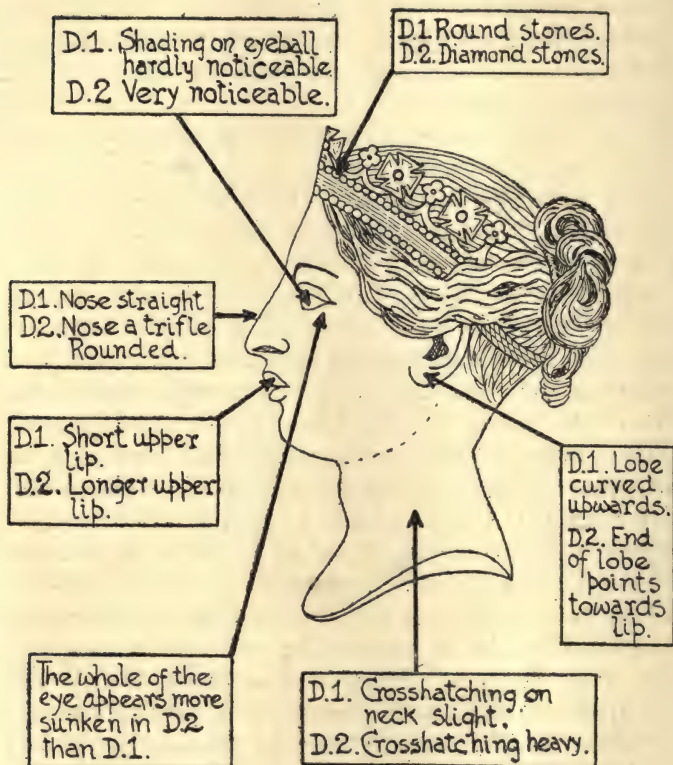 D.1. Shading on eyeball
hardly noticeable
D.2 Very noticeable.
D.1 Round stones.
D.2. Diamond stones.
D.1. Nose straight
D.2. Nose a trifle
Rounded.
D.1. Short upper
lip.
D.2. Longer upper
lip.
D.1. Lobe
curved
upwards.
D.2. End
of lobe
points
towards
lip.
The whole of the
eye appears more
sunken in D.2
than D.1.
D.1. Crosshatching on
neck slight.
D.2. Crosshatching heavy.